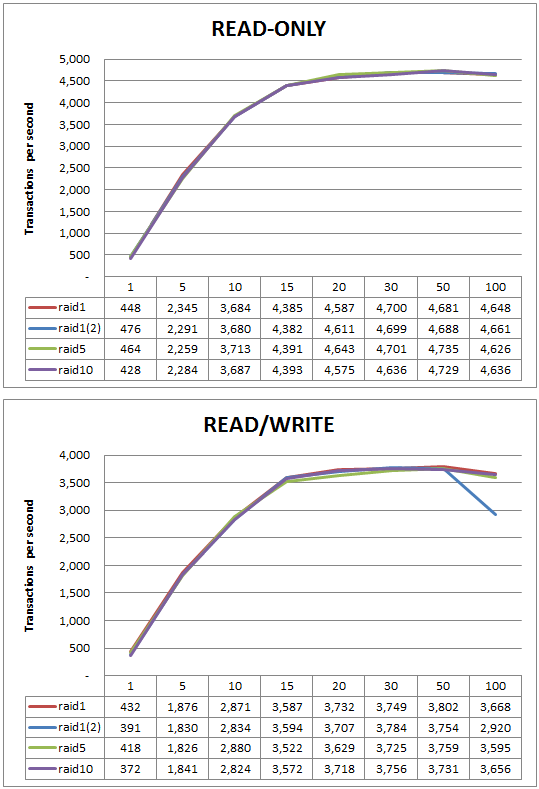 READ-ONLY
Transactions per second
5,000
4,500
4,000
3,500
3,000
2,500
2,000
1,500
1,000
500
-
1 5 10 15 20 30 50 100
raid1 448 2,345 3,684 4,385 4,587 4,700 4,681 4,648
raid1(2) 476 2,291 3,680 4,382 4,611 4,699 4,688 4,661
raid5 464 2,259 3,713 4,391 4,643 4,701 4,735 4,626
raid10 428 2,284 3,687 4,393 4,575 4,636 4,729 4,636
READ/WRITE
Transactions per second
4,000
3,500
3,000
2,500
2,000
1,500
1,000
500
-
1 5 10 15 20 30 50 100
raid1 432 1,876 2,871 3,587 3,732 3,749 3,802 3,668
raid1(2) 391 1,830 2,834 3,594 3,707 3,784 3,754 2,920
raid5 418 1,826 2,880 3,522 3,629 3,725 3,759 3,595
raid10 372 1,841 2,824 3,572 3,718 3,756 3,731 3,656